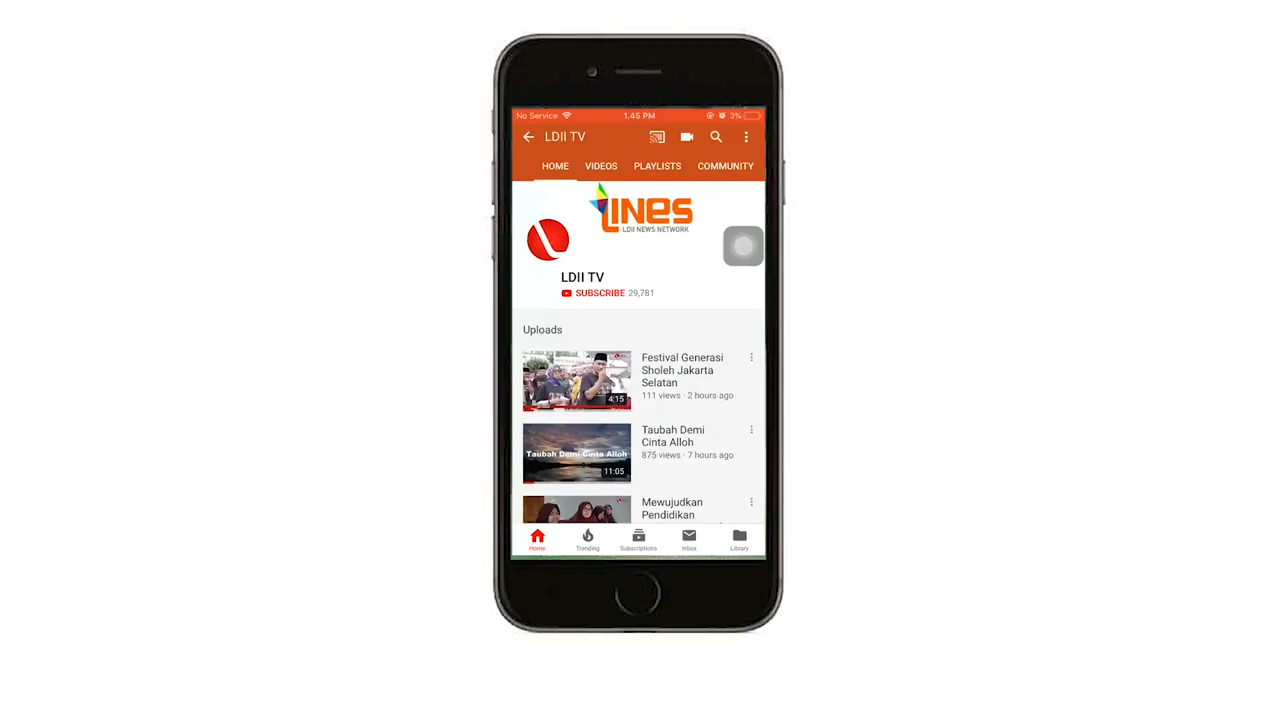 No Service 1.45 PM 3%
LDII TV
HOME VIDEOS PLAYLISTS COMMUNITY
LINES
LDII NEWS NETWORK
LDII TV
SUBSCRIBE 29,781
Uploads
Festival Generasi
Sholeh Jakarta
Selatan
111 views · 2 hours ago
4:15
Taubah Demi
Cinta Alloh
875 views · 7 hours ago
Taubah Demi Cinta Alloh
11:05
Mewujudkan
Pendidikan
Home Trending Subscriptions Inbox Library